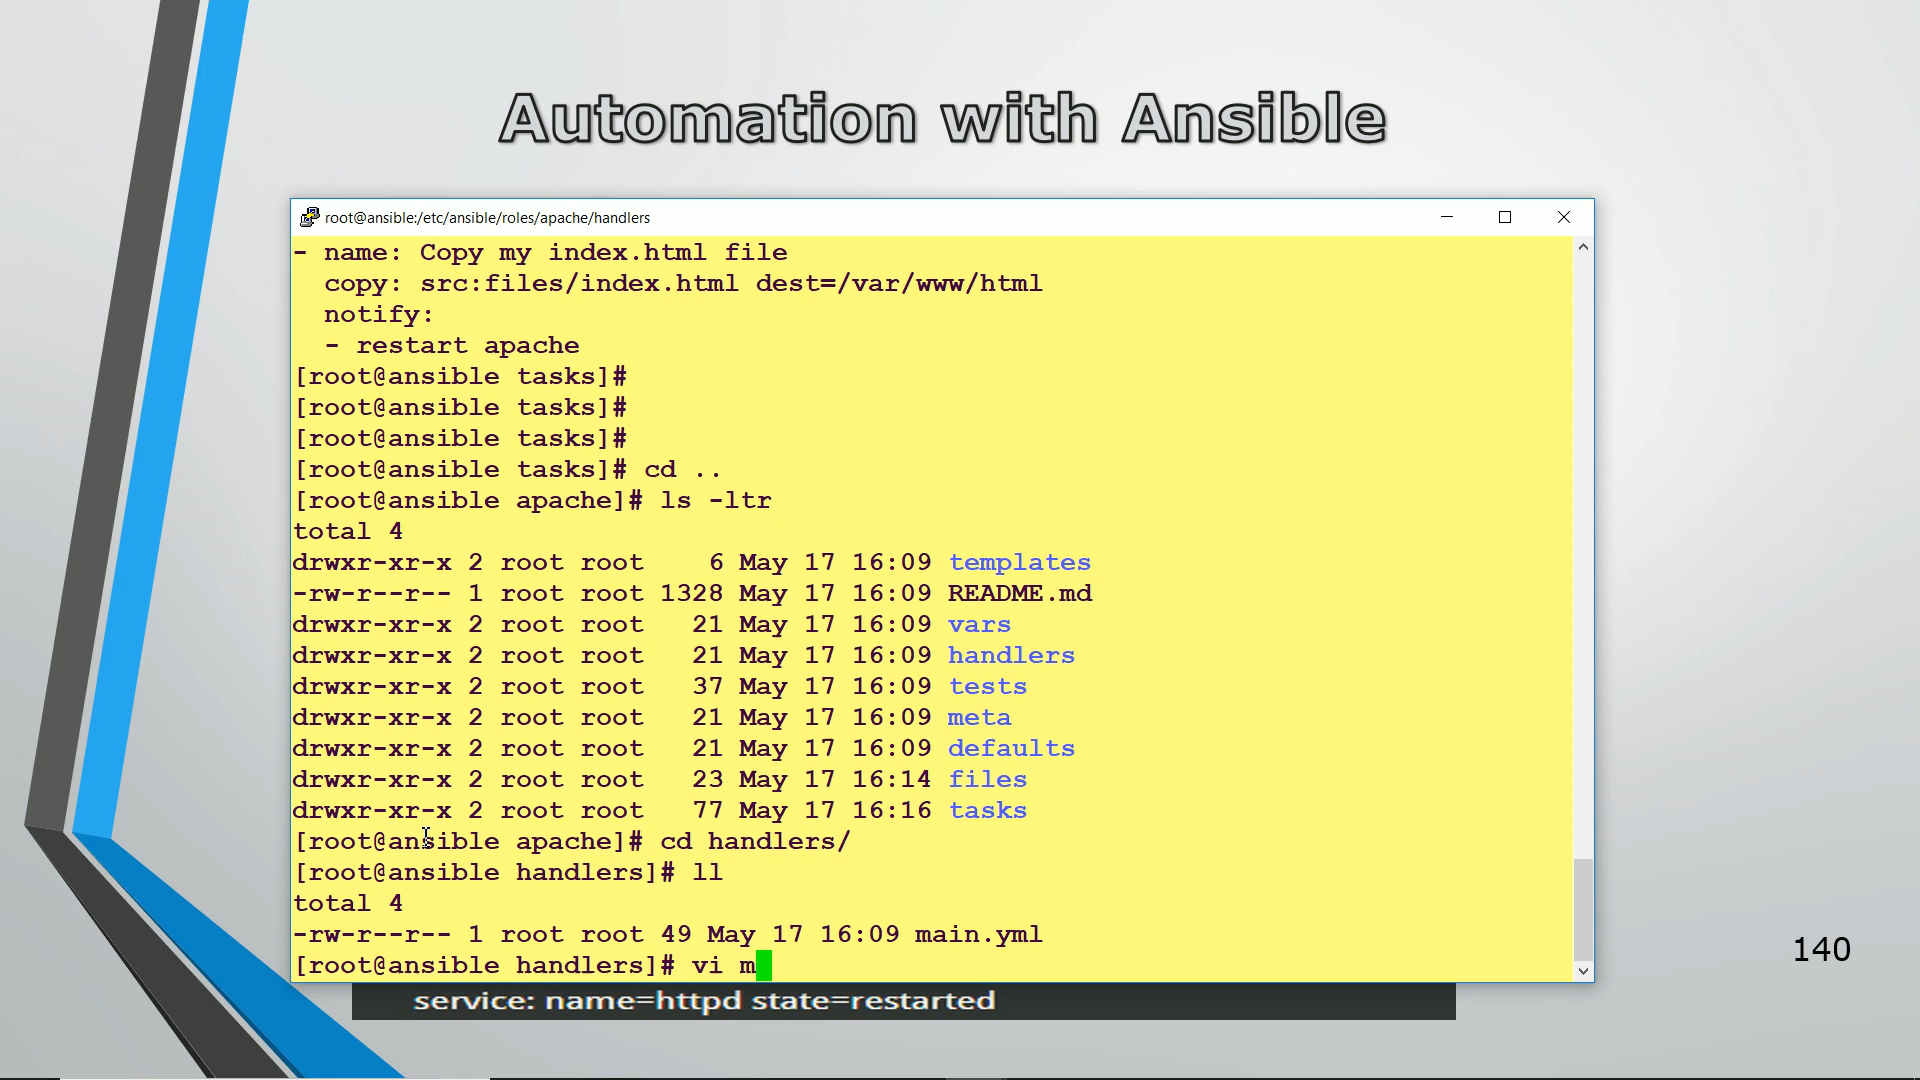 Automation with Ansible
root@ansible:/etc/ansible/roles/apache/handlers
- name: Copy my index.html file
  copy: src:files/index.html dest=/var/www/html
  notify:
  - restart apache
[root@ansible tasks]#
[root@ansible tasks]#
[root@ansible tasks]#
[root@ansible tasks]# cd ..
[root@ansible apache]# ls -ltr
total 4
drwxr-xr-x 2 root root    6 May 17 16:09 templates
-rw-r--r-- 1 root root 1328 May 17 16:09 README.md
drwxr-xr-x 2 root root   21 May 17 16:09 vars
drwxr-xr-x 2 root root   21 May 17 16:09 handlers
drwxr-xr-x 2 root root   37 May 17 16:09 tests
drwxr-xr-x 2 root root   21 May 17 16:09 meta
drwxr-xr-x 2 root root   21 May 17 16:09 defaults
drwxr-xr-x 2 root root   23 May 17 16:14 files
drwxr-xr-x 2 root root   77 May 17 16:16 tasks
[root@ansible apache]# cd handlers/
[root@ansible handlers]# ll
total 4
-rw-r--r-- 1 root root 49 May 17 16:09 main.yml
[root@ansible handlers]# vi m
service: name=httpd state=restarted
140